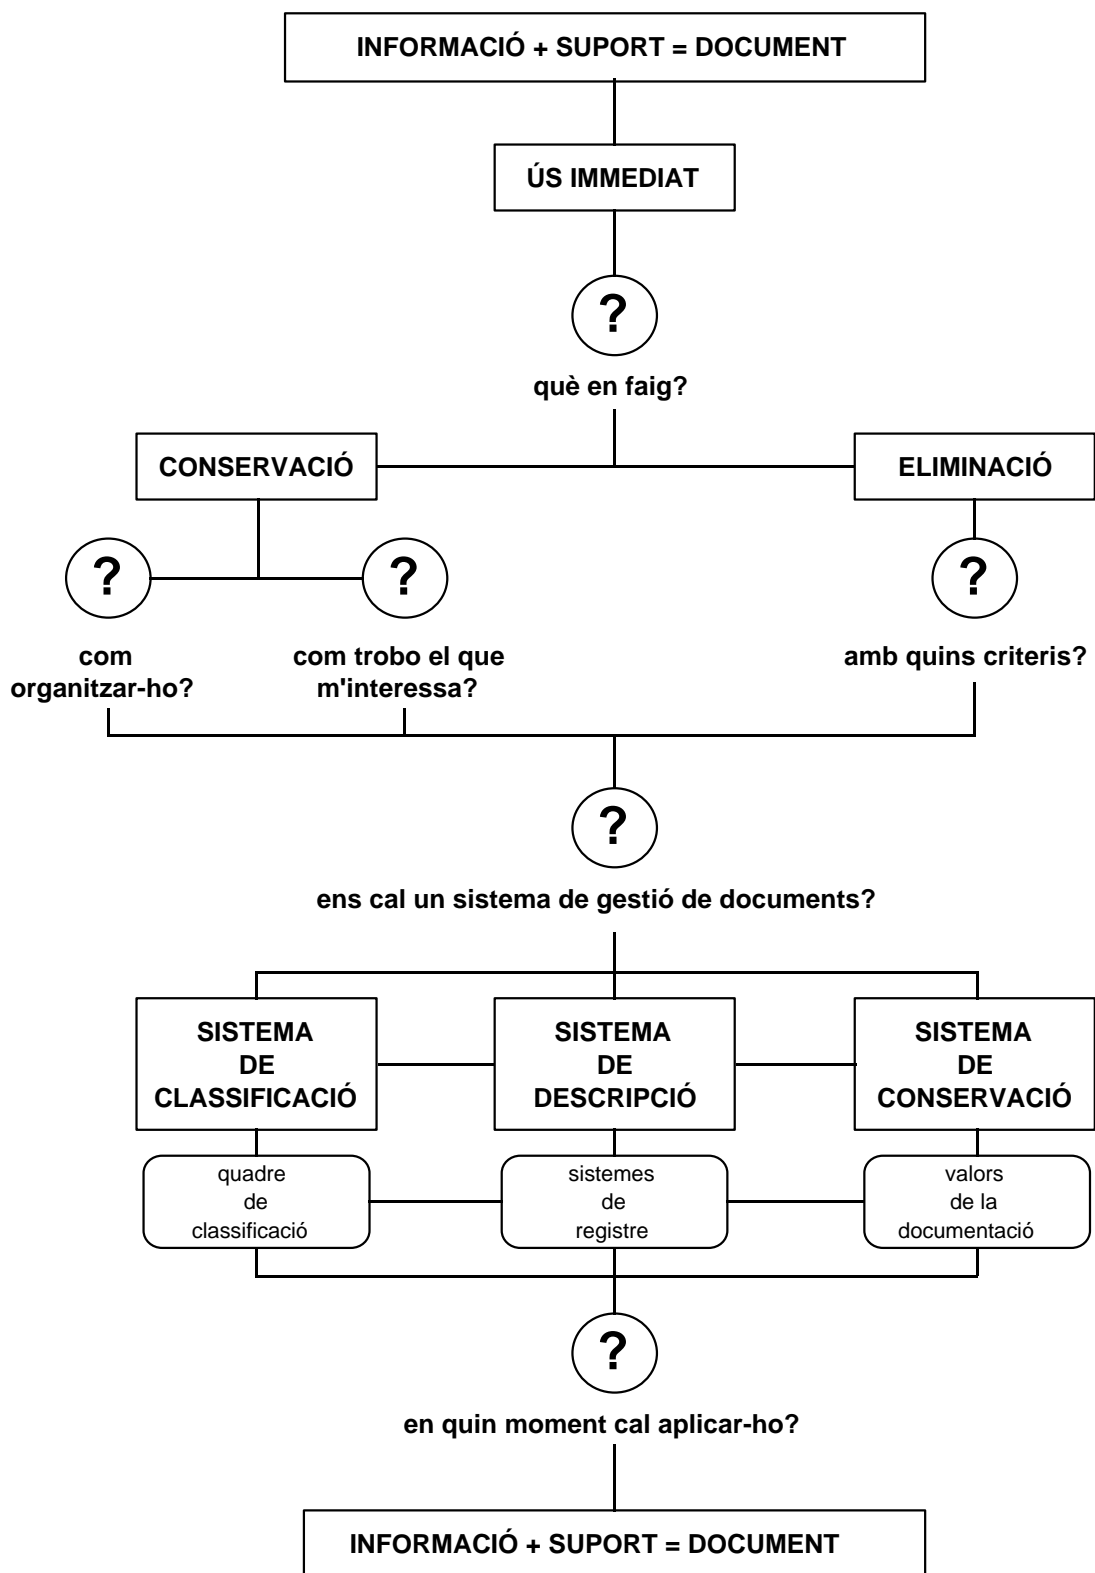 INFORMACIÓ + SUPORT = DOCUMENT
ÚS IMMEDIAT
?
què en faig?
CONSERVACIÓ
ELIMINACIÓ
?
?
?
com
organitzar-ho?
com trobo el que
m'interessa?
amb quins criteris?
?
ens cal un sistema de gestió de documents?
SISTEMA
DE
CLASSIFICACIÓ
SISTEMA
DE
DESCRIPCIÓ
SISTEMA
DE
CONSERVACIÓ
quadre
de
classificació
sistemes
de
registre
valors
de la
documentació
?
en quin moment cal aplicar-ho?
INFORMACIÓ + SUPORT = DOCUMENT